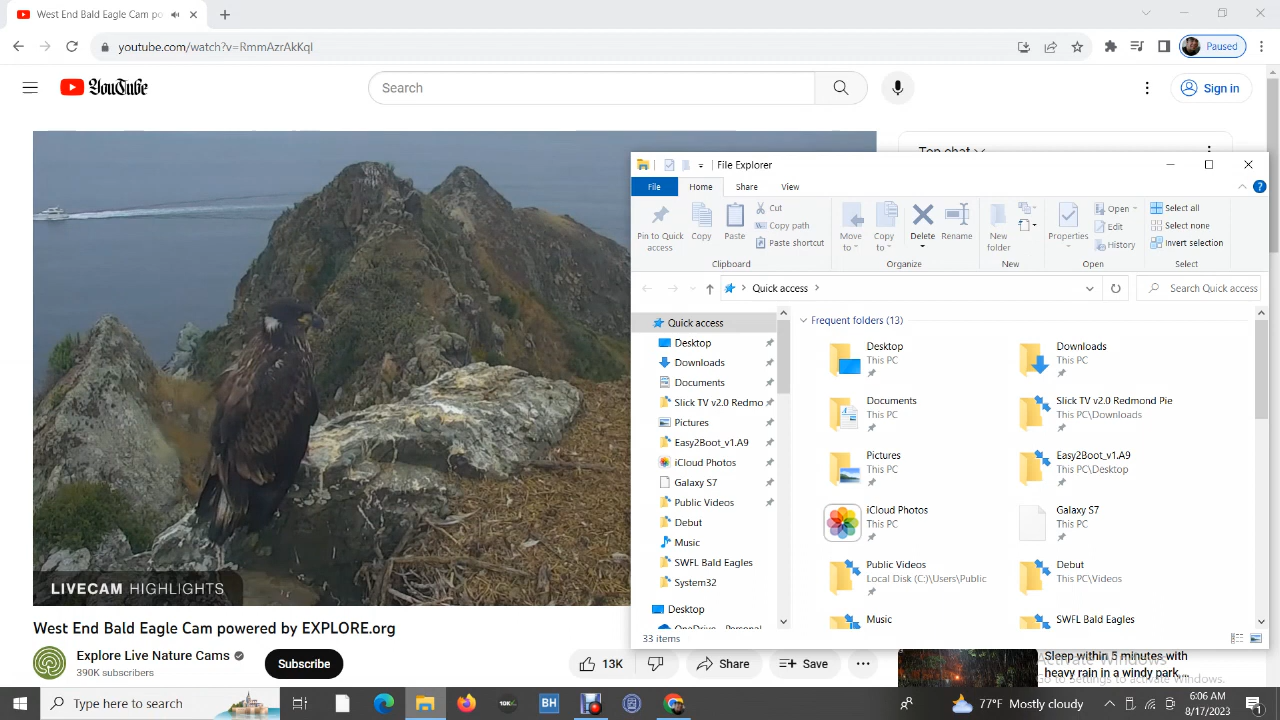 West End Bald Eagle Cam po
youtube.com/watch?v=RmmAzrAkKqI
Paused
YouTube
Search
Sign in
Top chat
LIVECAM HIGHLIGHTS
West End Bald Eagle Cam powered by EXPLORE.org
Explore Live Nature Cams
390K subscribers
Subscribe
13K
Share
Save
File Explorer
File
Home
Share
View
Pin to Quick access
Copy
Paste
Cut
Copy path
Paste shortcut
Clipboard
Move to
Copy to
Delete
Rename
Organize
New folder
New
Properties
Open
Edit
History
Open
Select all
Select none
Invert selection
Select
Quick access
Search Quick access
Quick access
Desktop
Downloads
Documents
Slick TV v2.0 Redmo
Pictures
Easy2Boot_v1.A9
iCloud Photos
Galaxy S7
Public Videos
Debut
Music
SWFL Bald Eagles
System32
Desktop
OneDrive - Personal
Frequent folders (13)
Desktop
This PC
Downloads
This PC
Documents
This PC
Slick TV v2.0 Redmond Pie
This PC\Downloads
Pictures
This PC
Easy2Boot_v1.A9
This PC\Desktop
iCloud Photos
This PC
Galaxy S7
This PC
Public Videos
Local Disk (C:)\Users\Public
Debut
This PC\Videos
Music
SWFL Bald Eagles
33 items
Sleep within 5 minutes with
heavy rain in a windy park,...
Activate Windows
Go to Settings to activate Windows.
Type here to search
10K
BH
77°F Mostly cloudy
6:06 AM
8/17/2023
1